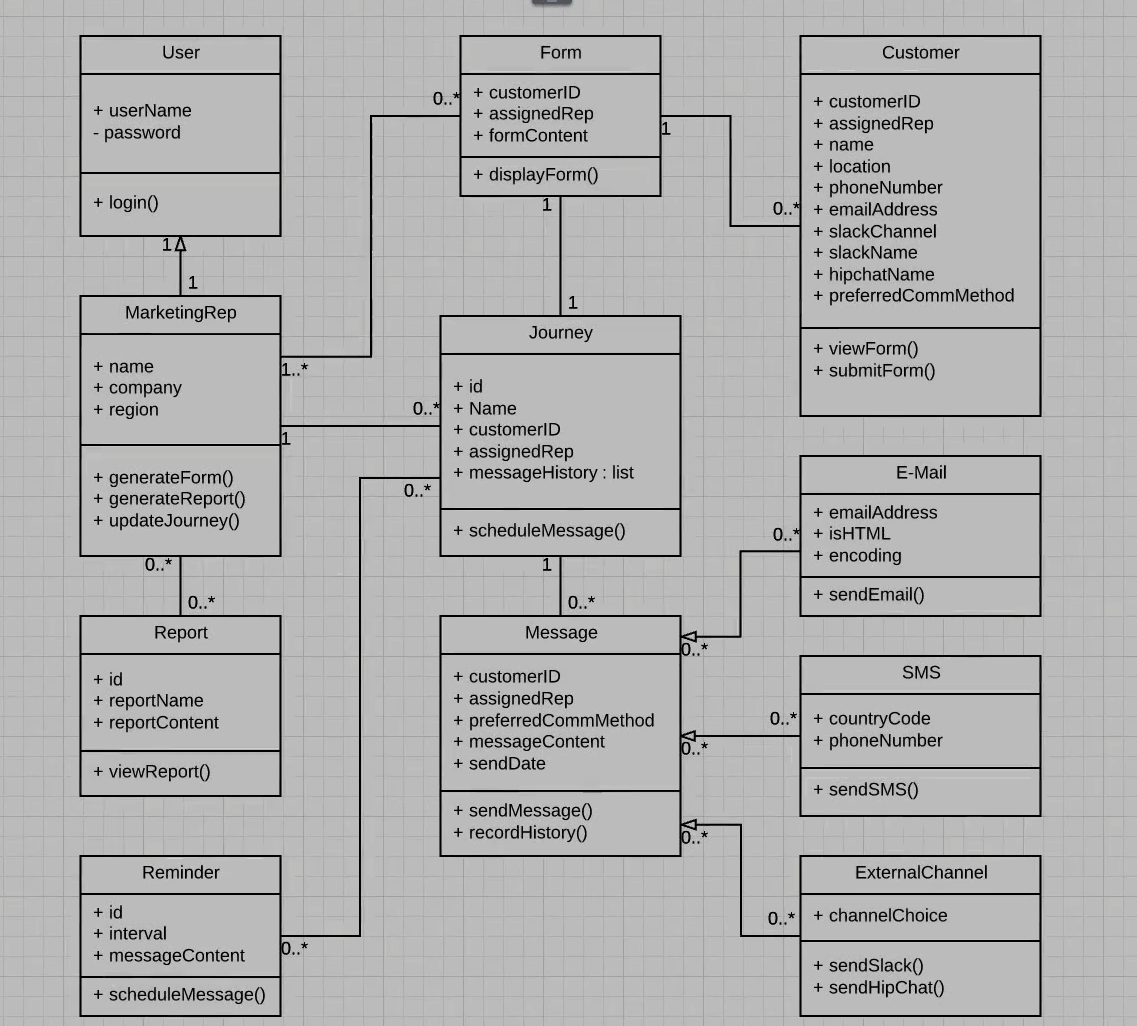 User
+ userName
- password
+ login()
1
1
MarketingRep
+ name
+ company
+ region
+ generateForm()
+ generateReport()
+ updateJourney()
1..*
1
0..*
0..*
Report
+ id
+ reportName
+ reportContent
+ viewReport()
Reminder
+ id
+ interval
+ messageContent
+ scheduleMessage()
0..*
0..*
Form
+ customerID
+ assignedRep
+ formContent
+ displayForm()
1
1
1
0..*
Journey
+ id
+ Name
+ customerID
+ assignedRep
+ messageHistory : list
+ scheduleMessage()
0..*
1
0..*
Message
+ customerID
+ assignedRep
+ preferredCommMethod
+ messageContent
+ sendDate
+ sendMessage()
+ recordHistory()
0..*
0..*
0..*
Customer
+ customerID
+ assignedRep
+ name
+ location
+ phoneNumber
+ emailAddress
+ slackChannel
+ slackName
+ hipchatName
+ preferredCommMethod
+ viewForm()
+ submitForm()
0..*
E-Mail
+ emailAddress
+ isHTML
+ encoding
+ sendEmail()
0..*
SMS
+ countryCode
+ phoneNumber
+ sendSMS()
0..*
ExternalChannel
+ channelChoice
+ sendSlack()
+ sendHipChat()
0..*